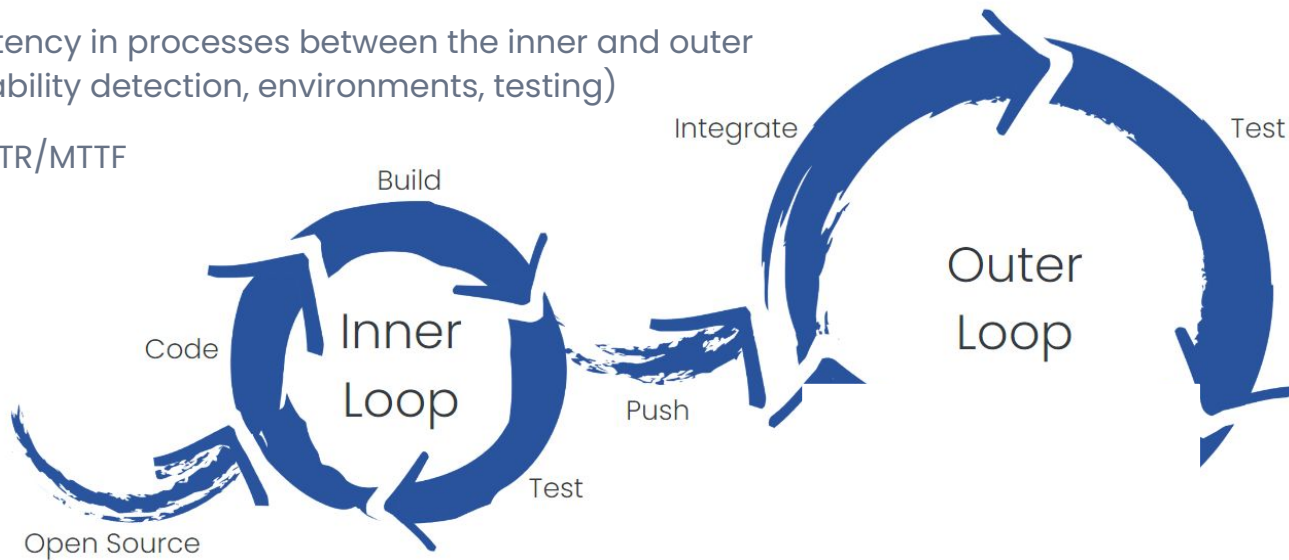 tency in processes between the inner and outer
ability detection, environments, testing)
TR/MTTF
Integrate
Test
Build
Outer
Loop
Inner
Loop
Code
Push
Test
Open Source